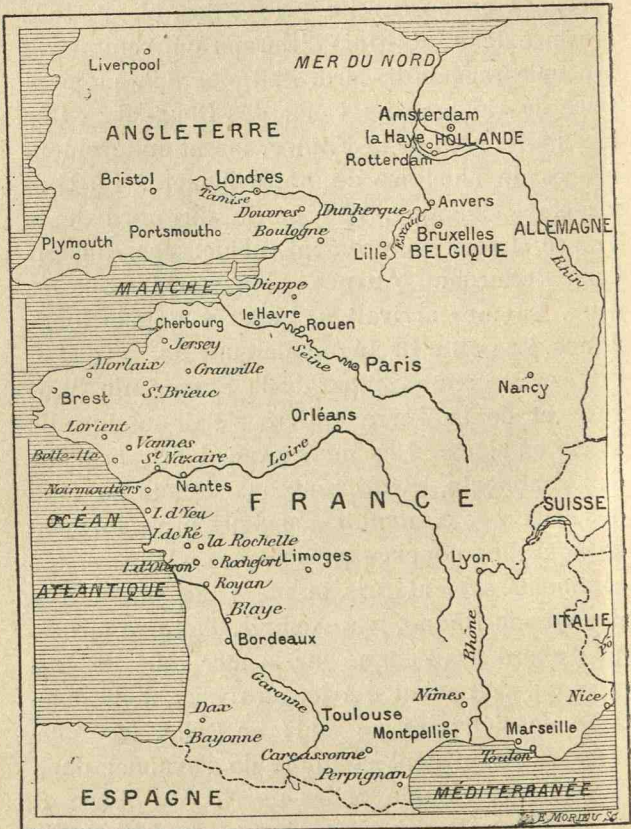 Liverpool
MER DU NORD
Amsterdam
ANGLETERRE
la Haye
HOLLANDE
Rotterdam
Bristol
Londres
Tamise
Douvres
Dunkerque
Anvers
Escaut
ALLEMAGNE
Portsmouth
Boulogne
Bruxelles
Plymouth
Lille
BELGIQUE
Rhin
MANCHE
Dieppe
Cherbourg
le Havre
Rouen
Jersey
Seine
Morlaix
Granville
Paris
Brest
St Brieuc
Nancy
Orléans
Lorient
Vannes
Loire
Belle-Ile
St Nazaire
Noirmoutiers
Nantes
FRANCE
SUISSE
I. d'Yeu
OCÉAN
I. de Ré
la Rochelle
I. d'Oléron
Rochefort
Limoges
Lyon
ATLANTIQUE
Royan
Blaye
ITALIE
Bordeaux
Rhône
Pô
Garonne
Nîmes
Nice
Dax
Toulouse
Montpellier
Marseille
Bayonne
Carcassonne
Toulon
Perpignan
ESPAGNE
MÉDITERRANÉE
E. MORIEU Sc.